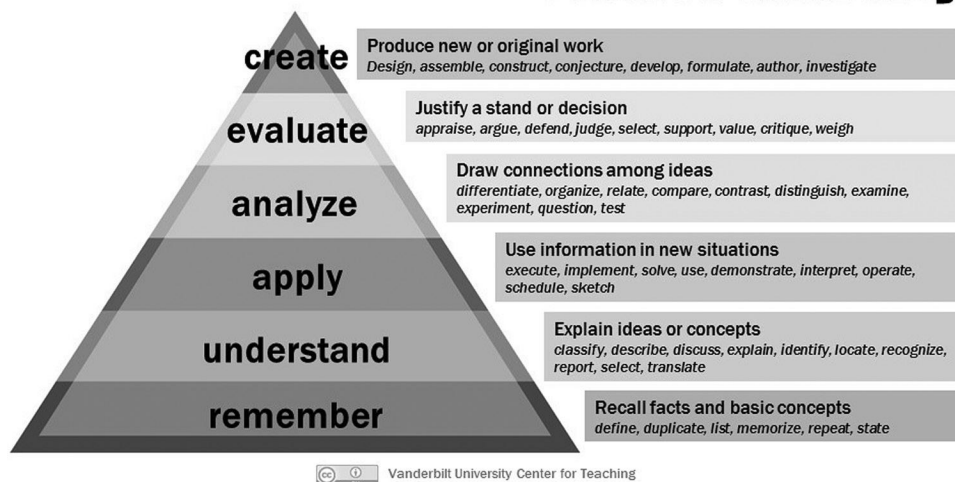 create
Produce new or original work
Design, assemble, construct, conjecture, develop, formulate, author, investigate
evaluate
Justify a stand or decision
appraise, argue, defend, judge, select, support, value, critique, weigh
analyze
Draw connections among ideas
differentiate, organize, relate, compare, contrast, distinguish, examine,
experiment, question, test
apply
Use information in new situations
execute, implement, solve, use, demonstrate, interpret, operate,
schedule, sketch
understand
Explain ideas or concepts
classify, describe, discuss, explain, identify, locate, recognize,
report, select, translate
remember
Recall facts and basic concepts
define, duplicate, list, memorize, repeat, state
cc Vanderbilt University Center for Teaching